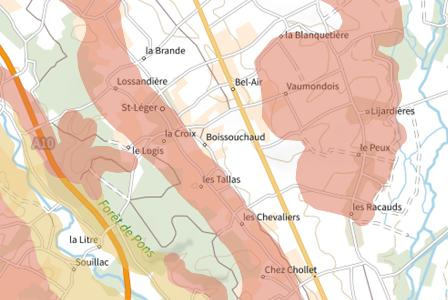 la Blanquetière
la Brande
Lossandière
Bel-Air
Vaumondois
St-Léger
Lijardières
la Croix
Boissouchaud
A10
le Logis
le Peux
les Tallas
les Racauds
Forêt de Pons
les Chevaliers
la Litre
Souillac
Chez Chollet